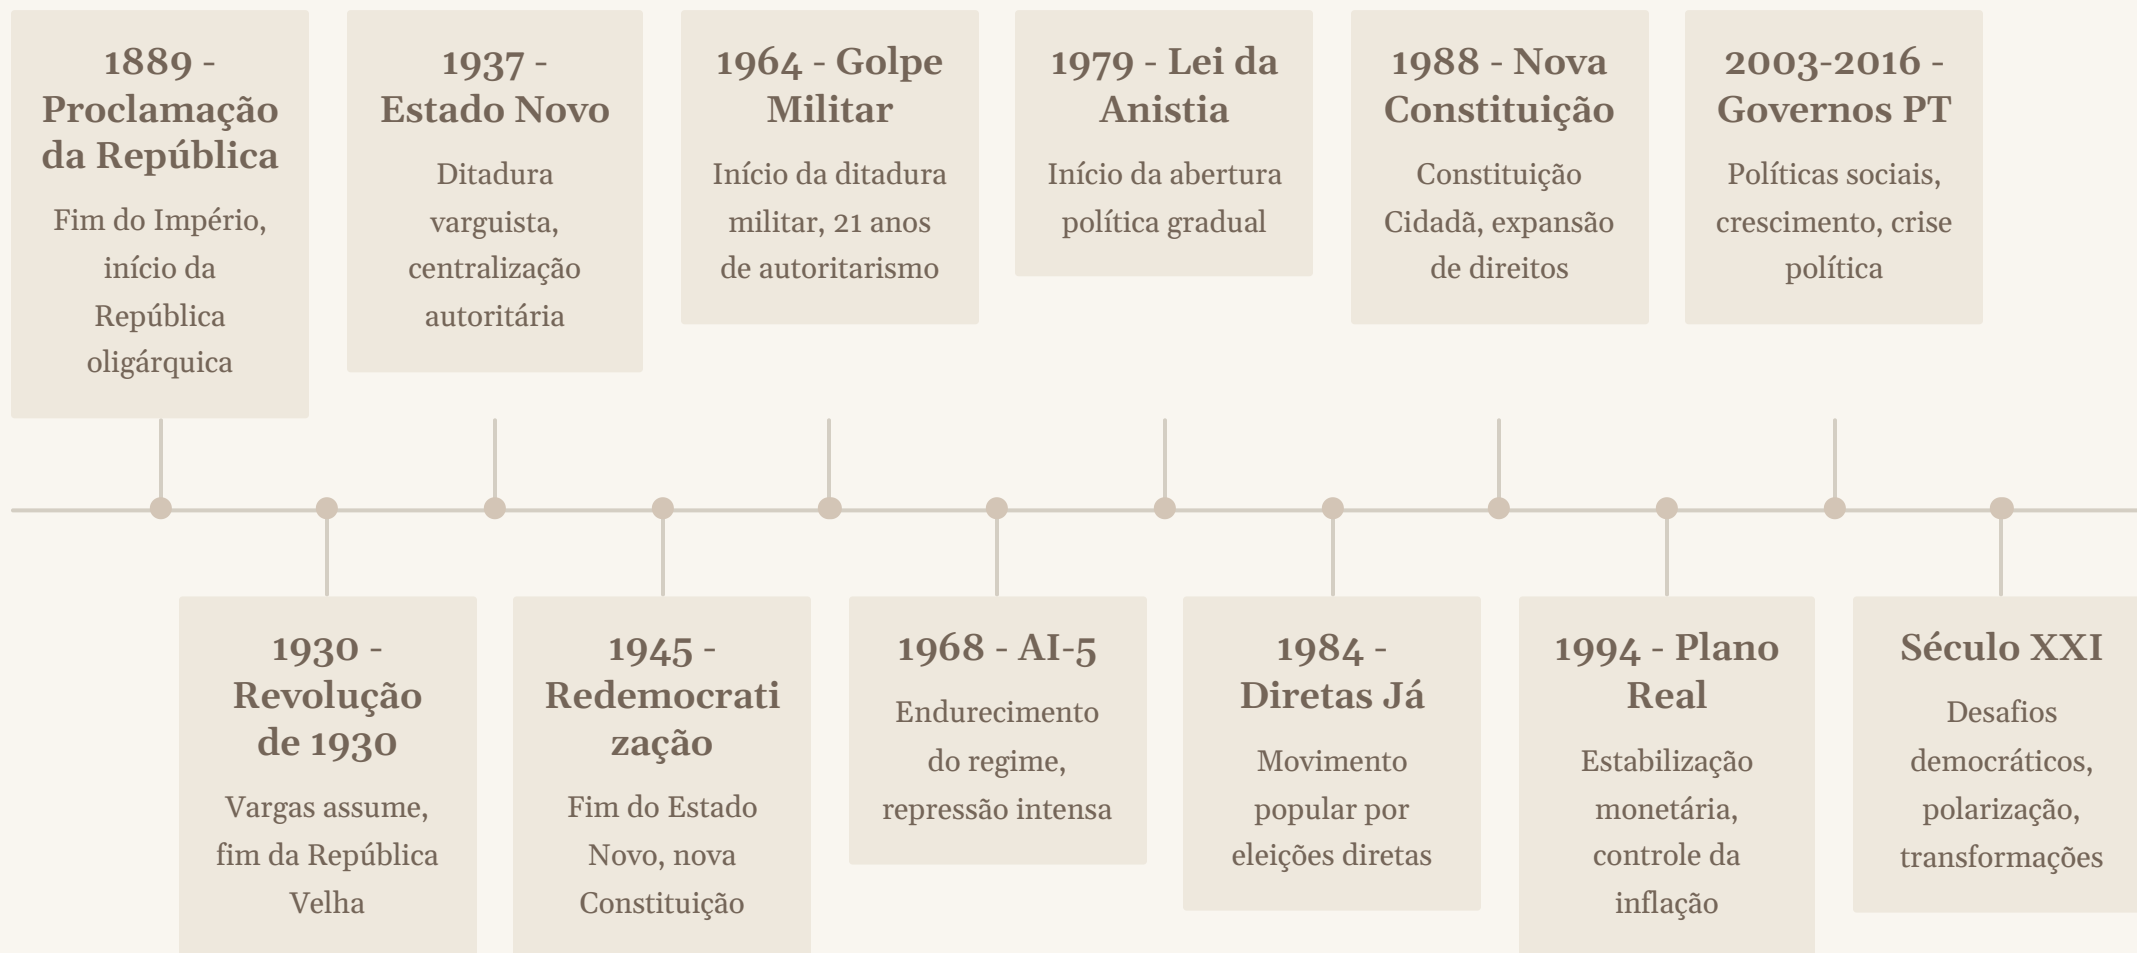 1889 -
Proclamação
da República
Fim do Império,
início da
República
oligárquica
1937 -
Estado Novo
Ditadura
varguista,
centralização
autoritária
1964 - Golpe
Militar
Início da ditadura
militar, 21 anos
de autoritarismo
1979 - Lei da
Anistia
Início da abertura
política gradual
1988 - Nova
Constituição
Constituição
Cidadã, expansão
de direitos
2003-2016 -
Governos PT
Políticas sociais,
crescimento, crise
política
1930 -
Revolução
de 1930
Vargas assume,
fim da República
Velha
1945 -
Redemocrati
zação
Fim do Estado
Novo, nova
Constituição
1968 - AI-5
Endurecimento
do regime,
repressão intensa
1984 -
Diretas Já
Movimento
popular por
eleições diretas
1994 - Plano
Real
Estabilização
monetária,
controle da
inflação
Século XXI
Desafios
democráticos,
polarização,
transformações